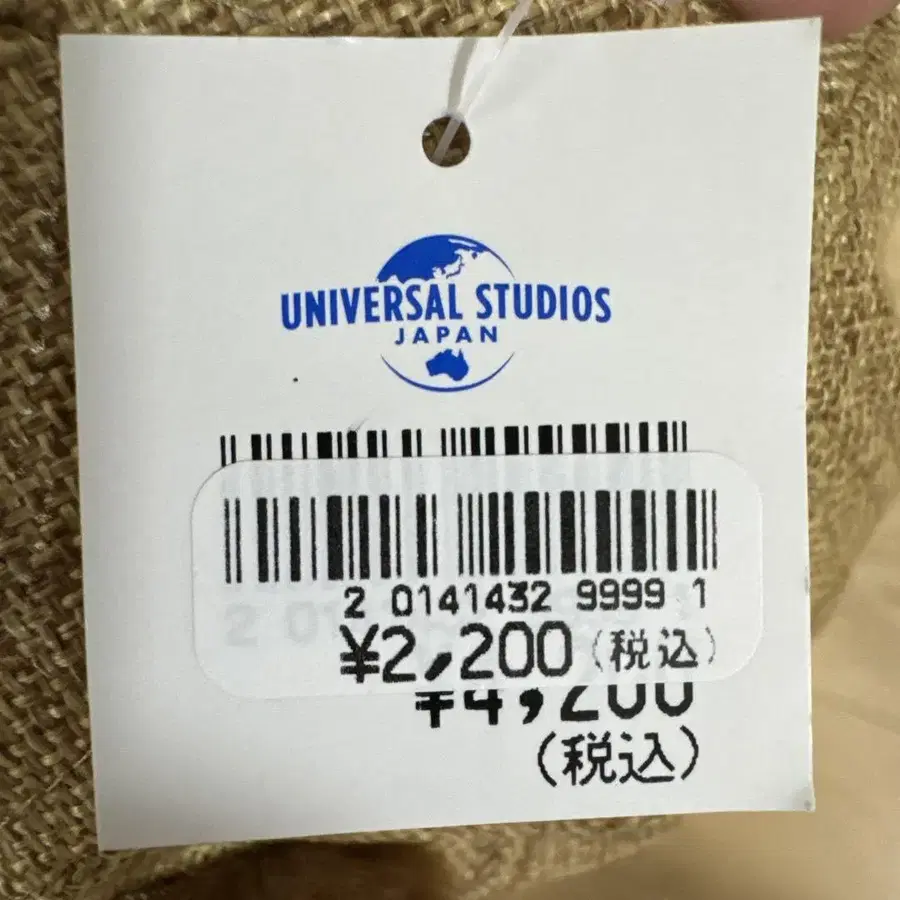 UNIVERSAL STUDIOS
JAPAN
2 0141432 9999 1
¥2,200(税込)
¥4,200
(税込)